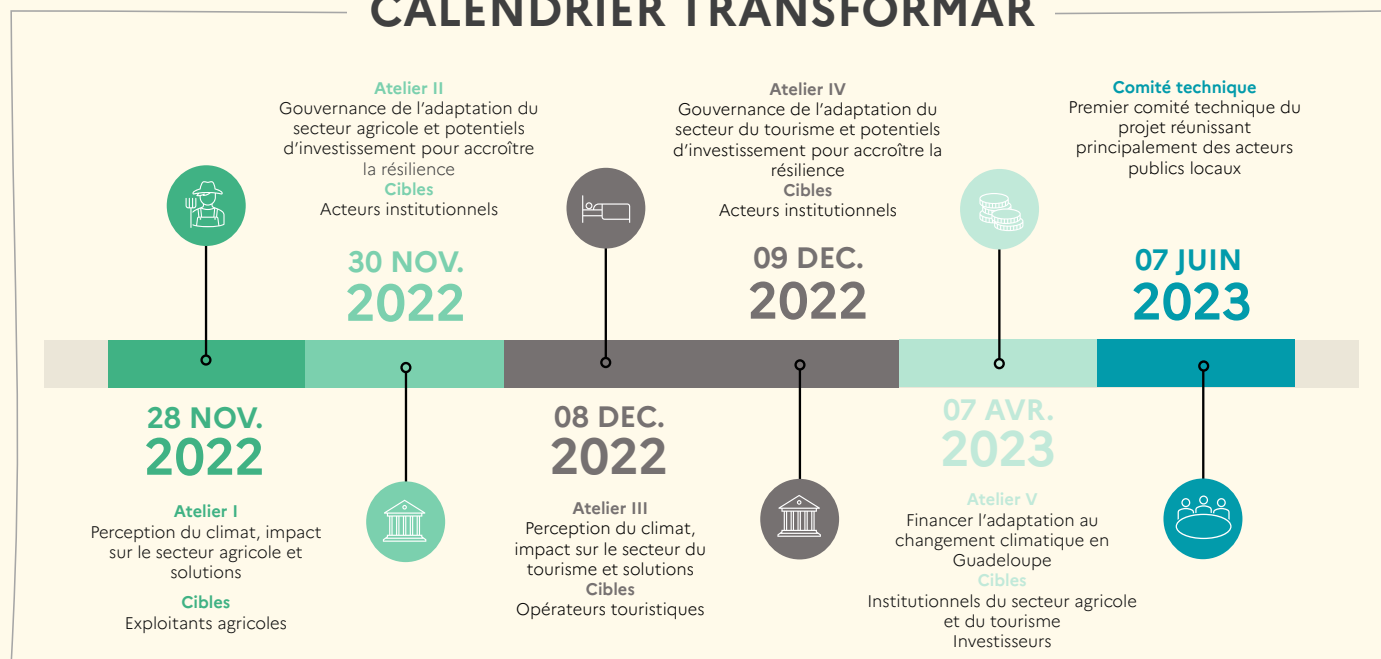 CALENDRIER TRANSFORMAR
Atelier II
Gouvernance de l'adaptation du
secteur agricole et potentiels
d'investissement pour accroître
la résilience
Cibles
Acteurs institutionnels
30 NOV.
2022
Atelier IV
Gouvernance de l'adaptation du
secteur du tourisme et potentiels
d'investissement pour accroître la
résilience
Cibles
Acteurs institutionnels
09 DEC.
2022
Comité technique
Premier comité technique du
projet réunissant
principalement des acteurs
publics locaux
07 JUIN
2023
28 NOV.
2022
Atelier I
Perception du climat, impact
sur le secteur agricole et
solutions
Cibles
Exploitants agricoles
08 DEC.
2022
Atelier III
Perception du climat,
impact sur le secteur du
tourisme et solutions
Cibles
Opérateurs touristiques
07 AVR.
2023
Atelier V
Financer l'adaptation au
changement climatique en
Guadeloupe
Cibles
Institutionnels du secteur agricole
et du tourisme
Investisseurs